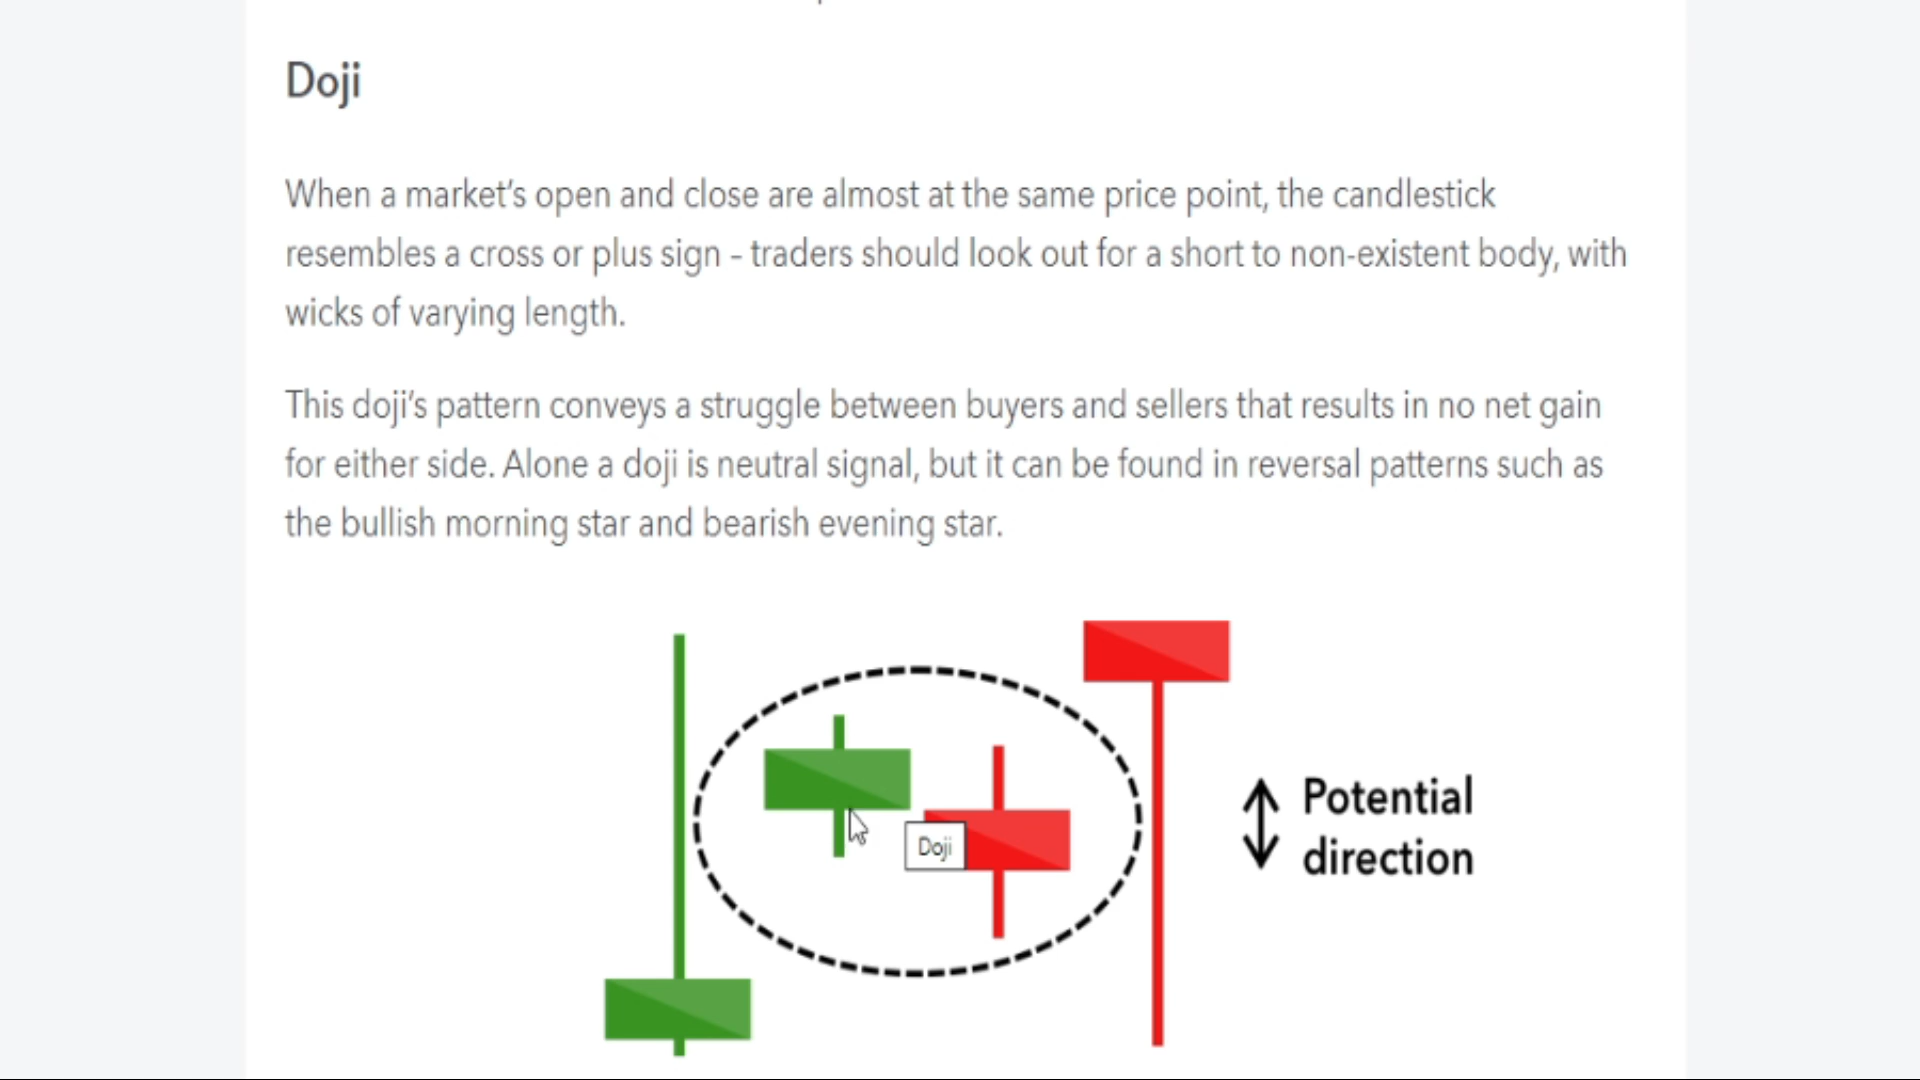 Doji
When a market’s open and close are almost at the same price point, the candlestick
resembles a cross or plus sign – traders should look out for a short to non-existent body, with
wicks of varying length.
This doji’s pattern conveys a struggle between buyers and sellers that results in no net gain
for either side. Alone a doji is neutral signal, but it can be found in reversal patterns such as
the bullish morning star and bearish evening star.
Doji
Potential
direction